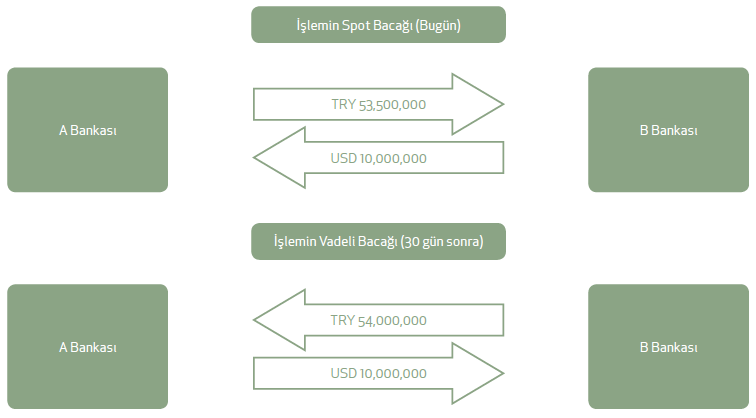 İşlemin Spot Bacağı (Bugün)
A Bankası
TRY 53,500,000
USD 10,000,000
B Bankası
İşlemin Vadeli Bacağı (30 gün sonra)
A Bankası
TRY 54,000,000
USD 10,000,000
B Bankası